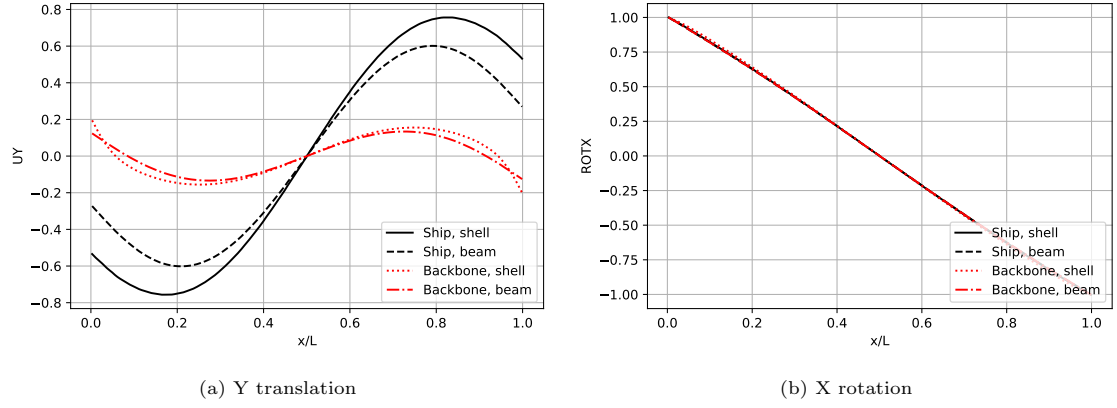 0.8
0.6
0.4
0.2
0.0
−0.2
−0.4
−0.6
−0.8
UY
0.0 0.2 0.4 0.6 0.8 1.0
x/L
Ship, shell
Ship, beam
Backbone, shell
Backbone, beam
(a) Y translation
1.00
0.75
0.50
0.25
0.00
−0.25
−0.50
−0.75
−1.00
ROTX
0.0 0.2 0.4 0.6 0.8 1.0
x/L
Ship, shell
Ship, beam
Backbone, shell
Backbone, beam
(b) X rotation